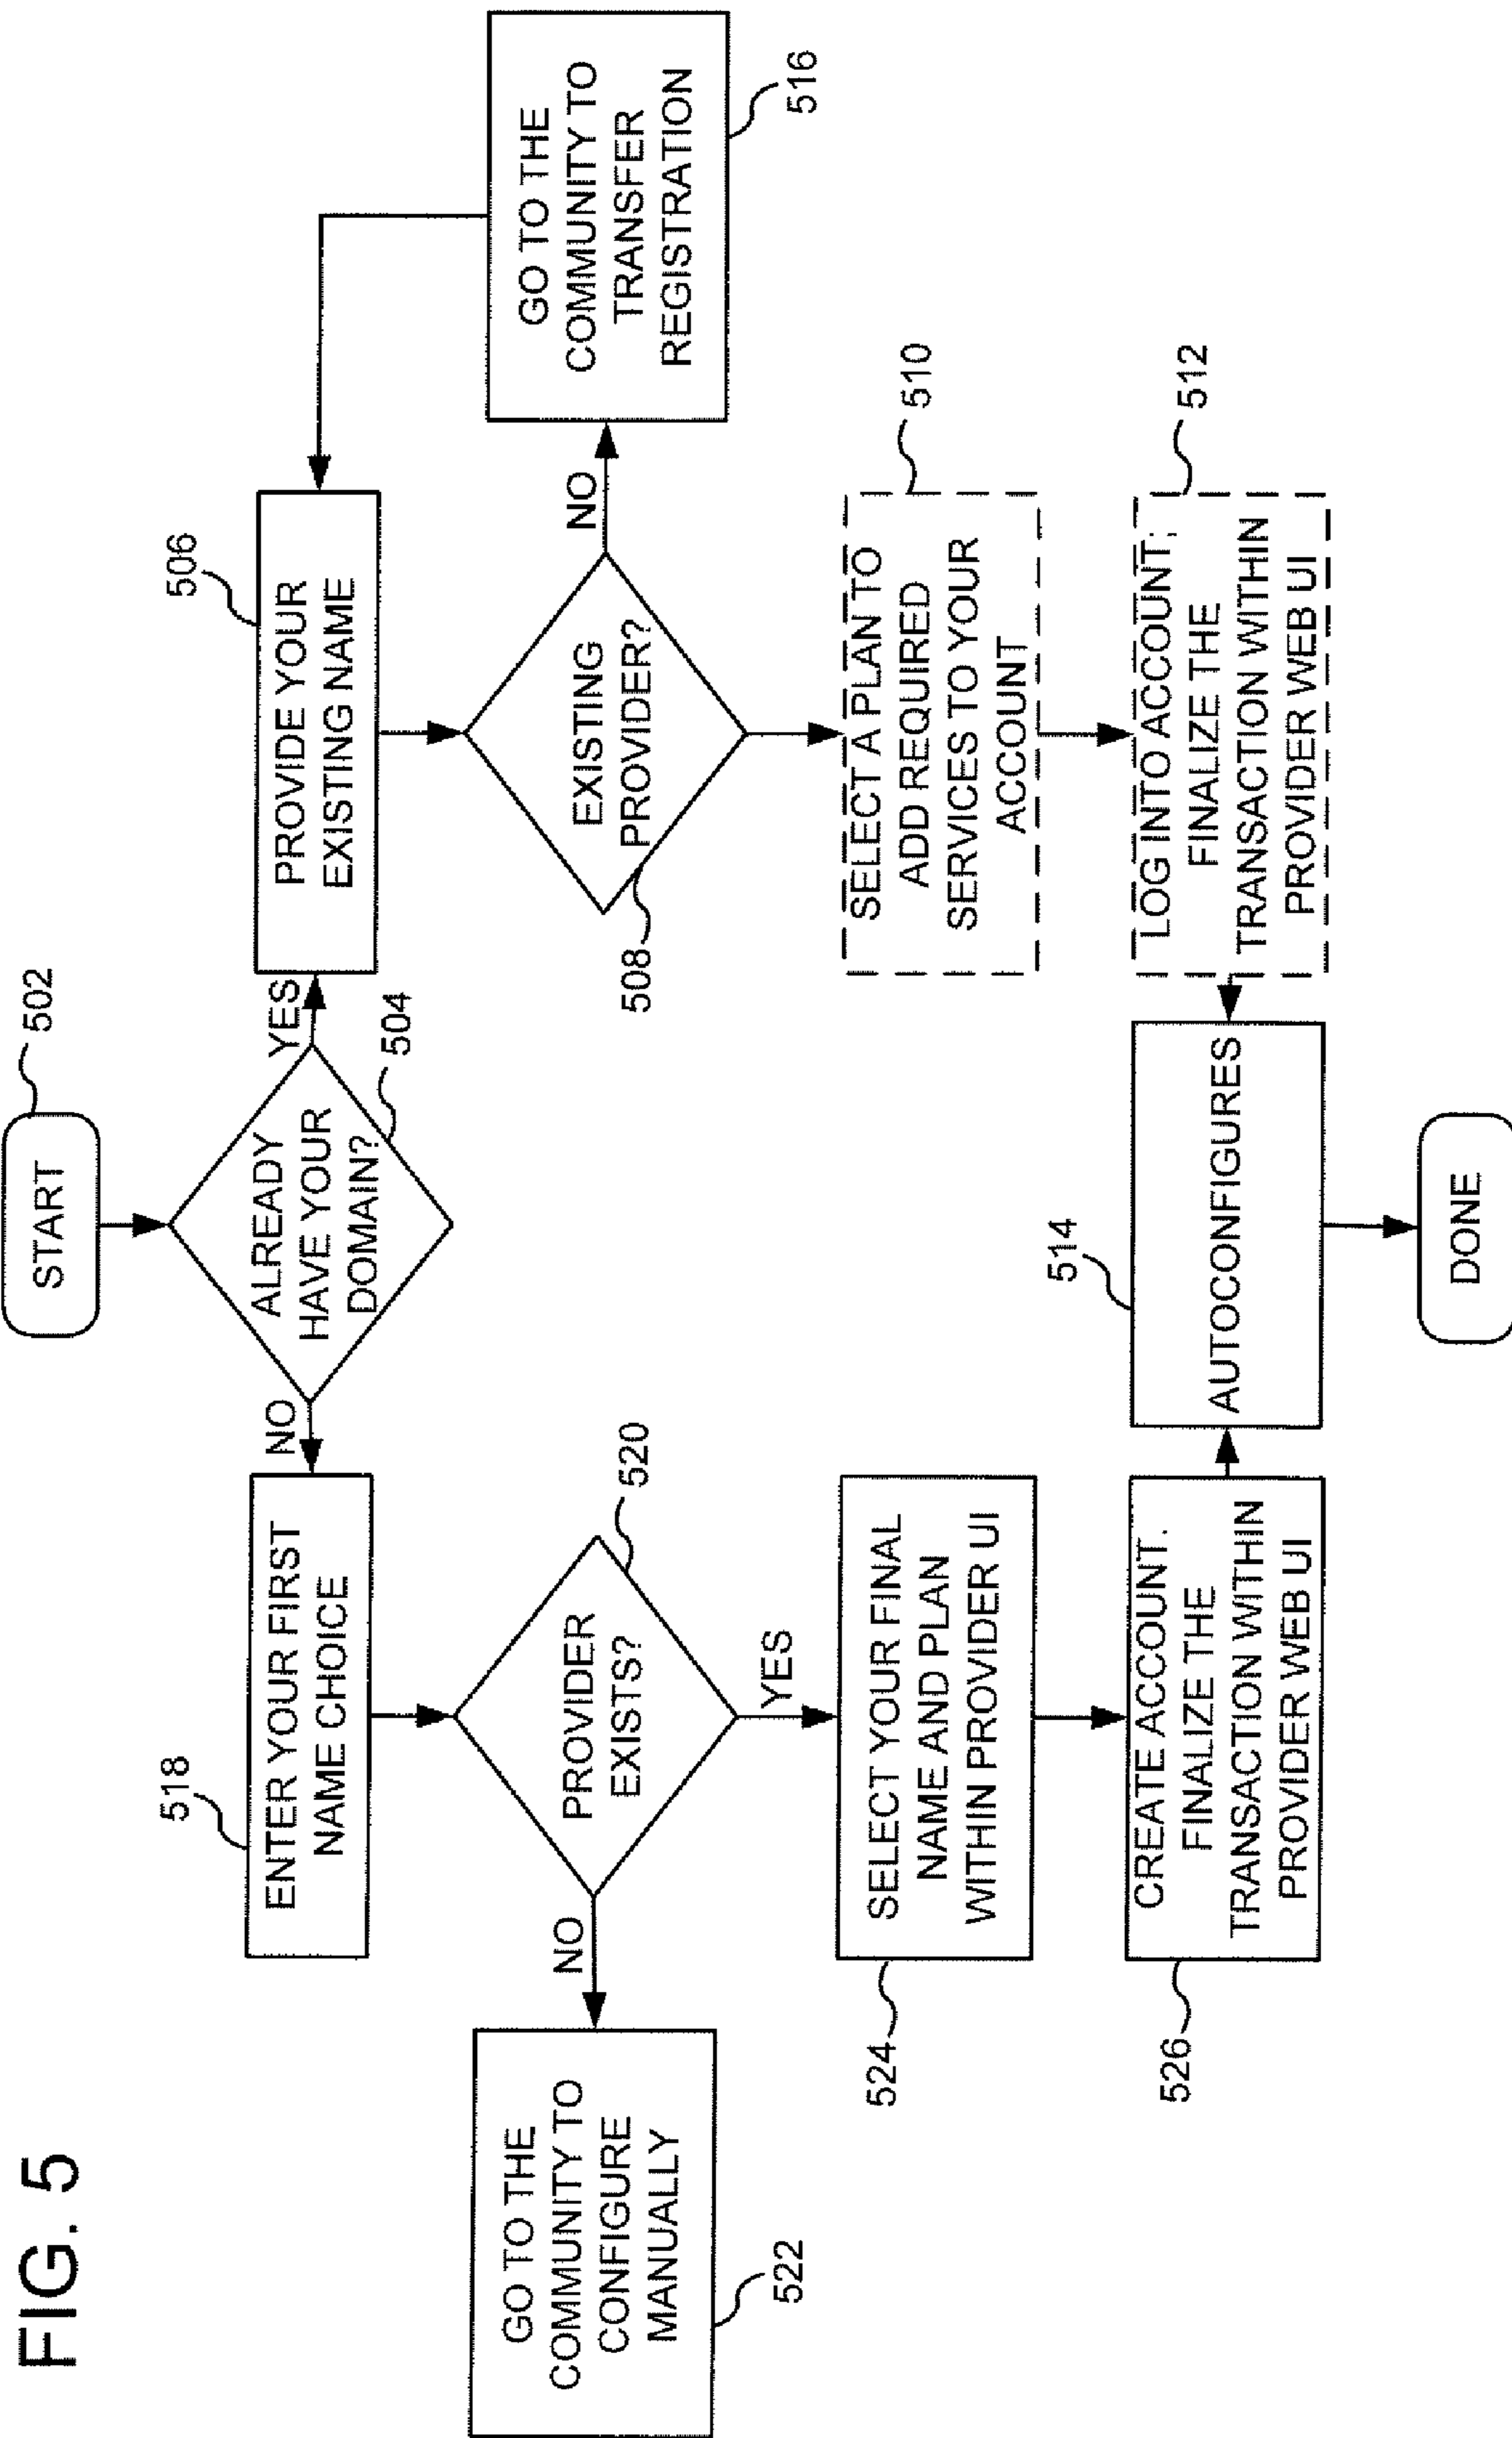 FIG. 5
START
502
ALREADY
HAVE YOUR
DOMAIN?
504
NO
YES
518
ENTER YOUR FIRST
NAME CHOICE
506
PROVIDE YOUR
EXISTING NAME
PROVIDER
EXISTS?
520
NO
YES
GO TO THE
COMMUNITY TO
CONFIGURE
MANUALLY
522
EXISTING
PROVIDER?
508
NO
GO TO THE
COMMUNITY TO
TRANSFER
REGISTRATION
516
SELECT YOUR FINAL
NAME AND PLAN
WITHIN PROVIDER UI
524
SELECT A PLAN TO
ADD REQUIRED
SERVICES TO YOUR
ACCOUNT
510
CREATE ACCOUNT.
FINALIZE THE
TRANSACTION WITHIN
PROVIDER WEB UI
526
514
AUTOCONFIGURES
LOG INTO ACCOUNT;
FINALIZE THE
TRANSACTION WITHIN
PROVIDER WEB UI
512
DONE